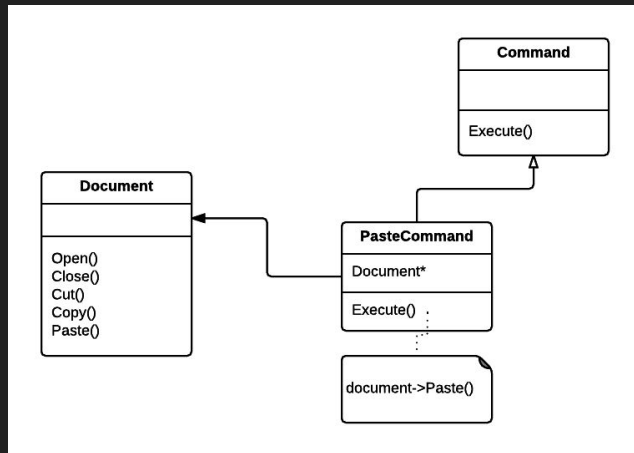 Command
Execute()
Document
Open()
Close()
Cut()
Copy()
Paste()
PasteCommand
Document*
Execute()
document->Paste()